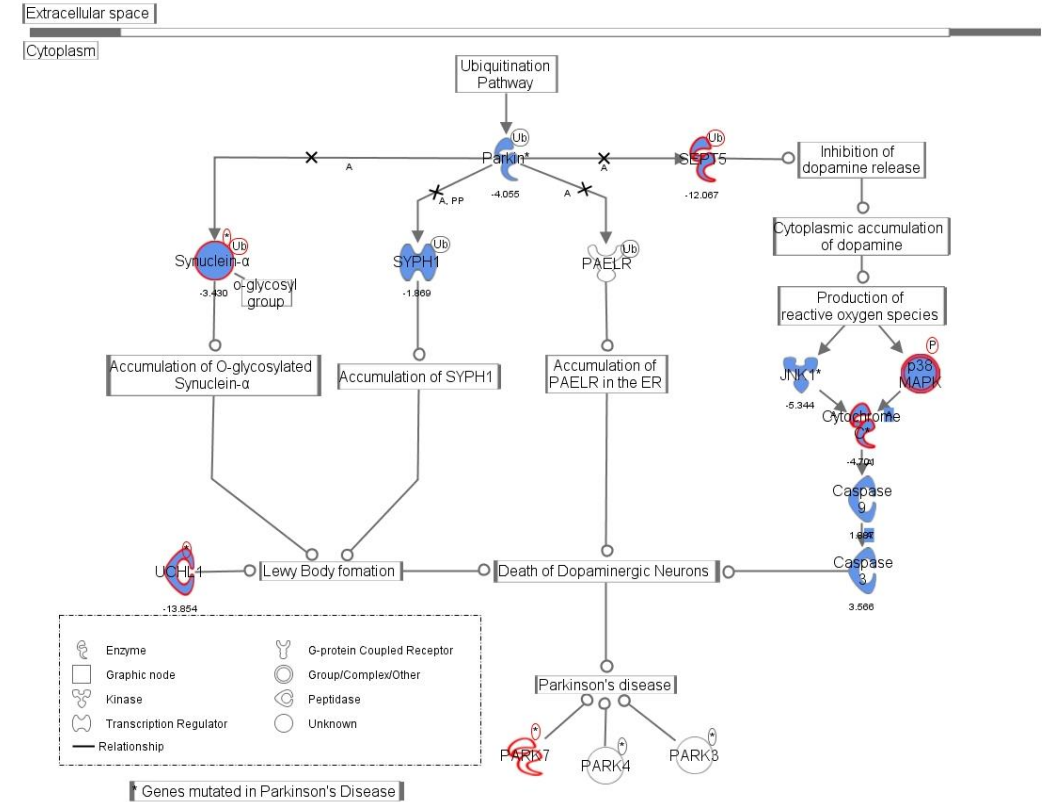 Extracellular space
Cytoplasm
Ubiquitination
Pathway
Ub
Parkin*
-4.055
Ub
SEPT5
-12.067
Inhibition of
dopamine release
A
A, PP
A
A
Cytoplasmic accumulation
of dopamine
*
Ub
Synuclein-α
-3.430
o-glycosyl
group
Ub
SYPH1
-1.869
Ub
PAELR
Production of
reactive oxygen species
P
JNK1*
-5.344
p38
MAPK
Accumulation of O-glycosylated
Synuclein-α
Accumulation of SYPH1
Accumulation of
PAELR in the ER
Cytochrome
C*
Caspase
9
Caspase
3
3.566
*
UCHL1
-13.854
Lewy Body fomation
Death of Dopaminergic Neurons
Enzyme
G-protein Coupled Receptor
Graphic node
Group/Complex/Other
Kinase
Peptidase
Transcription Regulator
Unknown
Relationship
Parkinson's disease
*
PARK7
*
PARK4
*
PARK3
* Genes mutated in Parkinson's Disease